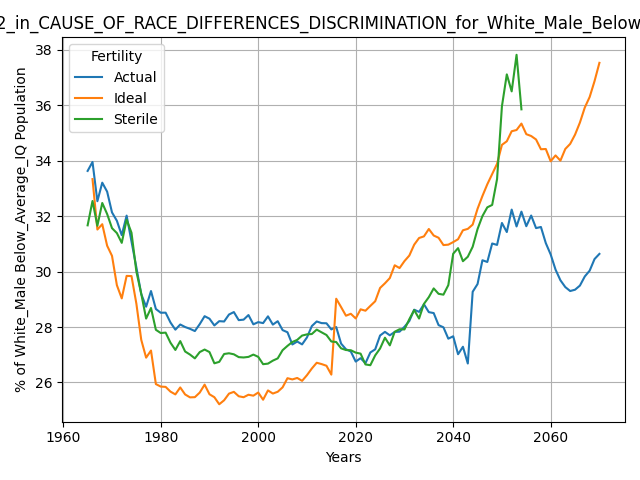 2_in_CAUSE_OF_RACE_DIFFERENCES_DISCRIMINATION_for_White_Male_Below
Fertility
Actual
Ideal
Sterile
% of White_Male Below_Average_IQ Population
38
36
34
32
30
28
26
1960
1980
2000
2020
2040
2060
Years